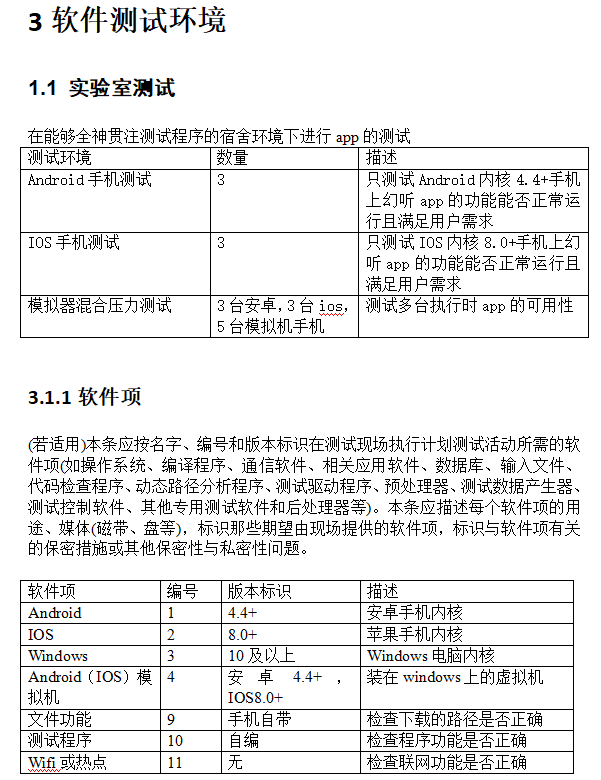 3 软件测试环境
1.1 实验室测试
在能够全神贯注测试程序的宿舍环境下进行 app 的测试
测试环境 数量 描述
Android 手机测试 3 只测试 Android 内核 4.4+手机
上幻听 app 的功能能否正常运
行且满足用户需求
IOS 手机测试 3 只测试 IOS 内核 8.0+手机上幻
听 app 的功能能否正常运行且
满足用户需求
模拟器混合压力测试 3 台安卓，3 台 ios， 测试多台执行时 app 的可用性
5 台模拟机手机
3.1.1 软件项
(若适用)本条应按名字、编号和版本标识在测试现场执行计划测试活动所需的软
件项(如操作系统、编译程序、通信软件、相关应用软件、数据库、输入文件、
代码检查程序、动态路径分析程序、测试驱动程序、预处理器、测试数据产生器、
测试控制软件、其他专用测试软件和后处理器等)。本条应描述每个软件项的用
途、媒体(磁带、盘等)，标识那些期望由现场提供的软件项，标识与软件项有关
的保密措施或其他保密性与私密性问题。
软件项 编号 版本标识 描述
Android 1 4.4+ 安卓手机内核
IOS 2 8.0+ 苹果手机内核
Windows 3 10 及以上 Windows 电脑内核
Android（IOS）模 4 安卓 4.4+， 装在 windows 上的虚拟机
拟机 IOS8.0+
文件功能 9 手机自带 检查下载的路径是否正确
测试程序 10 自编 检查程序功能是否正确
Wifi 或热点 11 无 检查联网功能是否正确